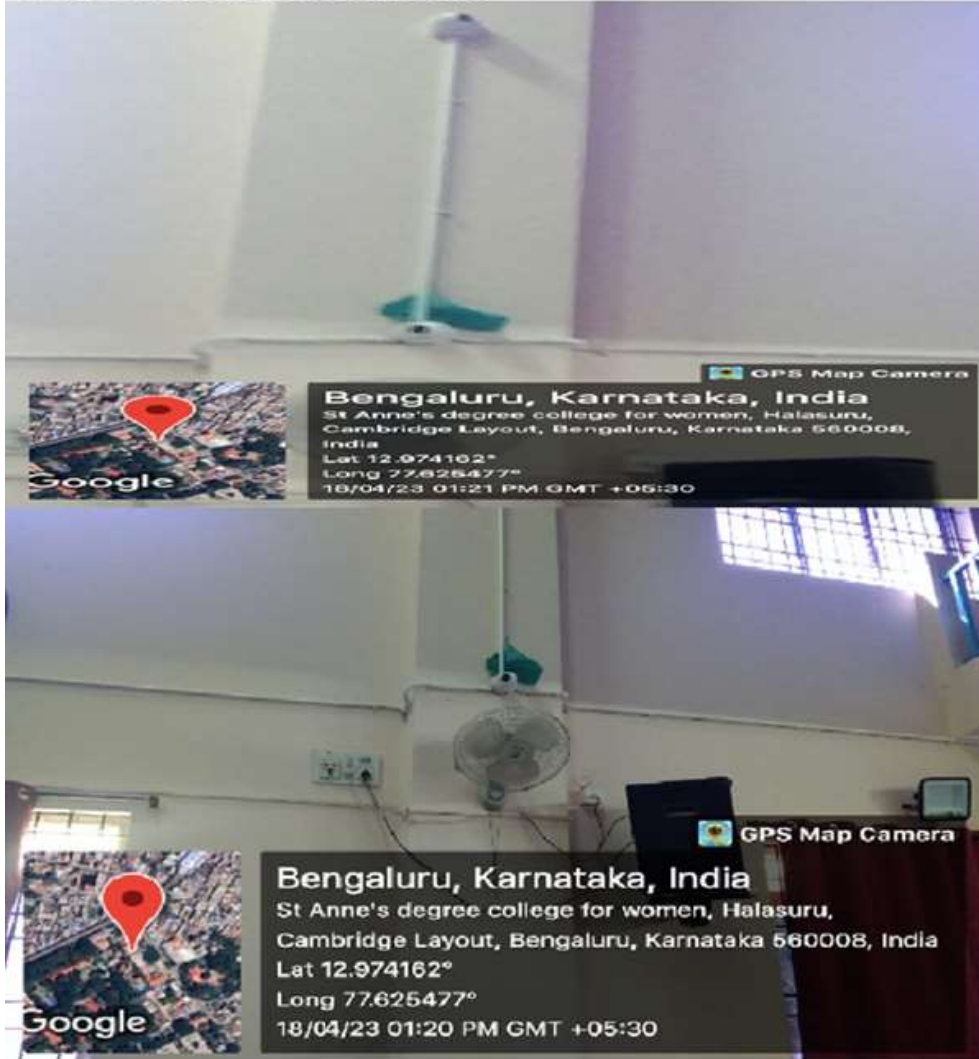 GPS Map Camera
Bengaluru, Karnataka, India
St Anne's degree college for women, Halasuru,
Cambridge Layout, Bengaluru, Karnataka 560008,
India
Lat 12.974162°
Long 77.625477°
18/04/23 01:21 PM GMT +05:30
Google
GPS Map Camera
Bengaluru, Karnataka, India
St Anne's degree college for women, Halasuru,
Cambridge Layout, Bengaluru, Karnataka 560008, India
Lat 12.974162°
Long 77.625477°
18/04/23 01:20 PM GMT +05:30
Google